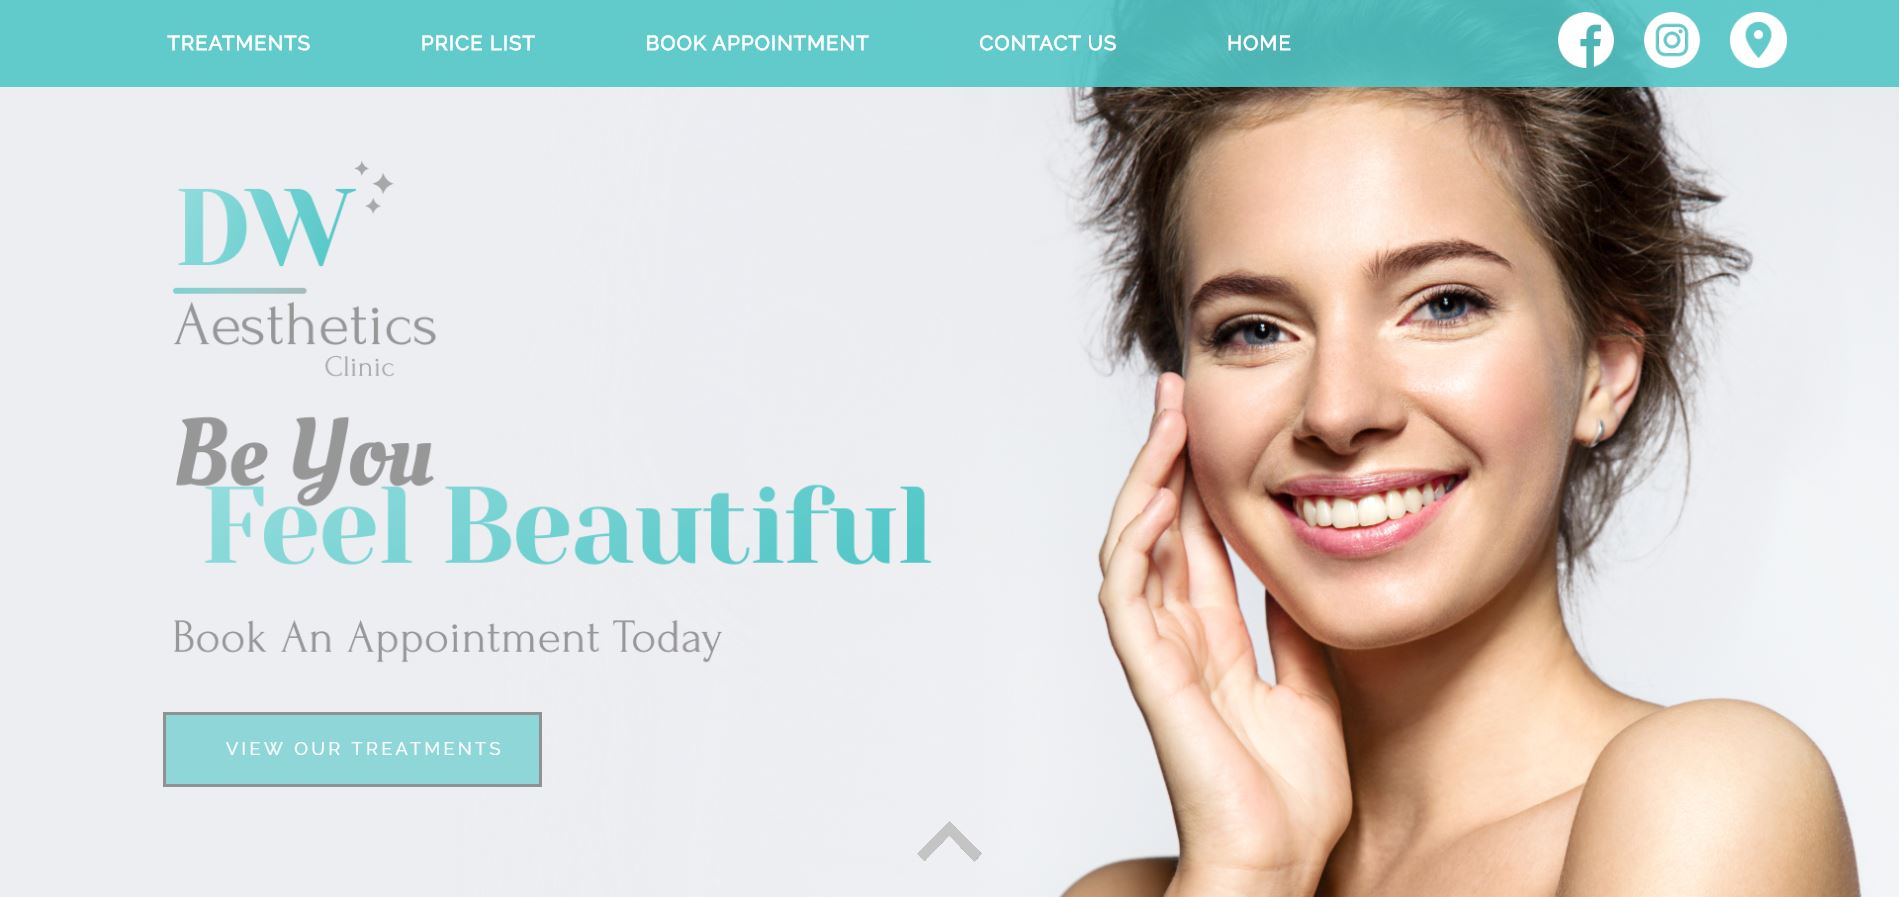 TREATMENTS PRICE LIST BOOK APPOINTMENT CONTACT US HOME
DW
Aesthetics
Clinic
Be You
Feel Beautiful
Book An Appointment Today
VIEW OUR TREATMENTS